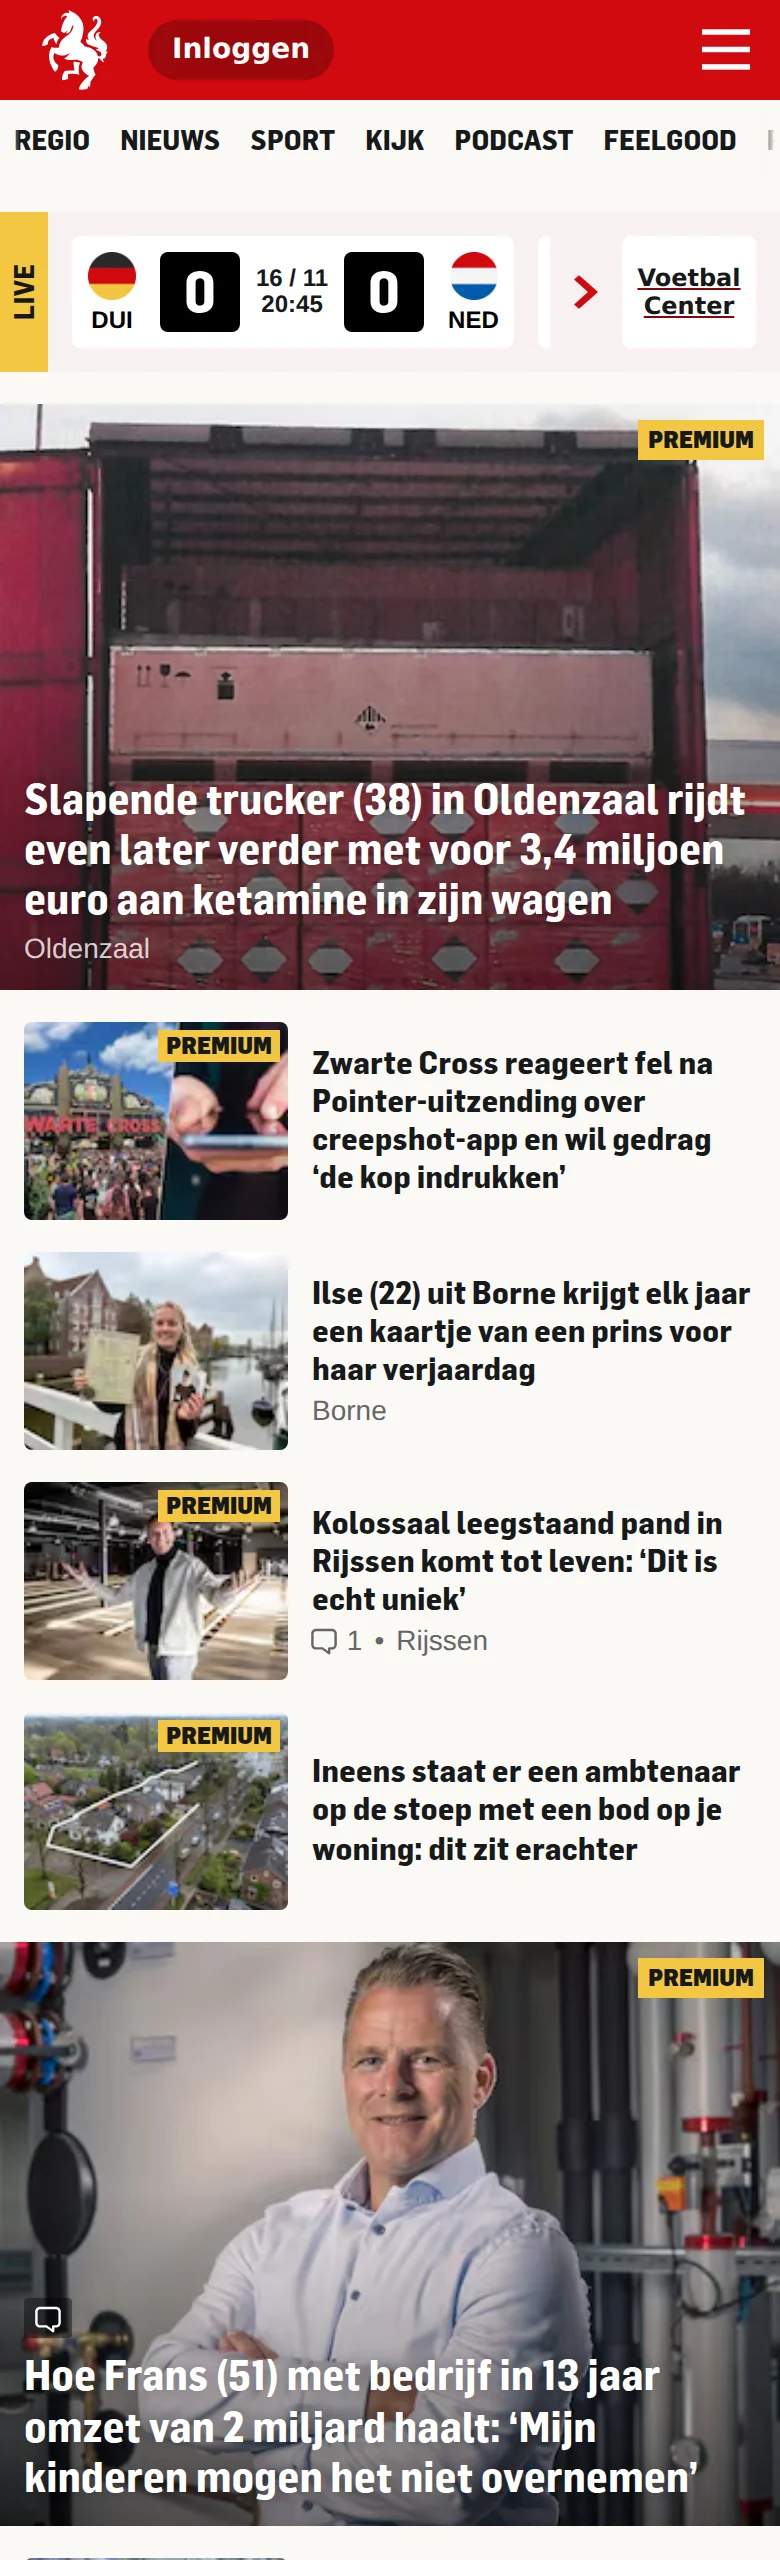 Inloggen
REGIO NIEUWS SPORT KIJK PODCAST FEELGOOD
LIVE
DUI
0
16 / 11
20:45
0
NED
Voetbal
Center
PREMIUM
Slapende trucker (38) in Oldenzaal rijdt
even later verder met voor 3,4 miljoen
euro aan ketamine in zijn wagen
Oldenzaal
PREMIUM
WARTE CROSS
Zwarte Cross reageert fel na
Pointer-uitzending over
creepshot-app en wil gedrag
‘de kop indrukken’
Ilse (22) uit Borne krijgt elk jaar
een kaartje van een prins voor
haar verjaardag
Borne
PREMIUM
Kolossaal leegstaand pand in
Rijssen komt tot leven: ‘Dit is
echt uniek’
1 • Rijssen
PREMIUM
Ineens staat er een ambtenaar
op de stoep met een bod op je
woning: dit zit erachter
PREMIUM
Hoe Frans (51) met bedrijf in 13 jaar
omzet van 2 miljard haalt: ‘Mijn
kinderen mogen het niet overnemen’